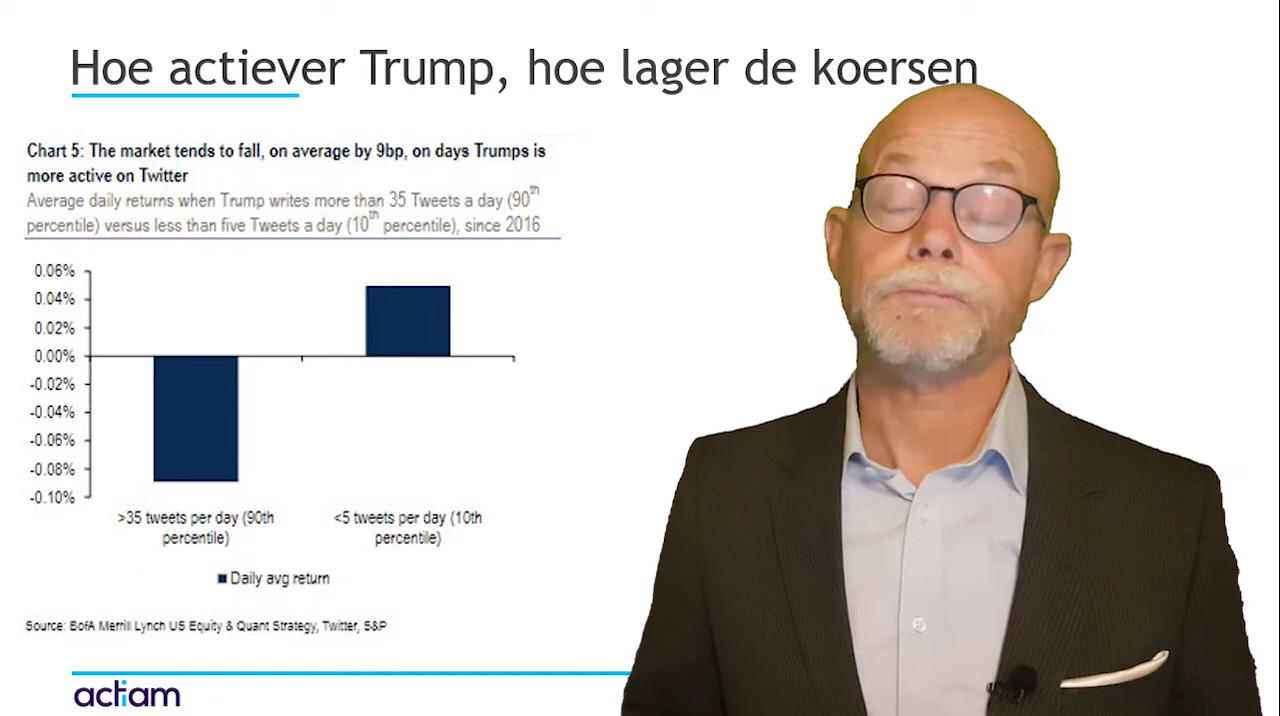 Hoe actiever Trump, hoe lager de koersen
Chart 5: The market tends to fall, on average by 9bp, on days Trumps is
more active on Twitter
Average daily returns when Trump writes more than 35 Tweets a day (90th
percentile) versus less than five Tweets a day (10th percentile), since 2016
0.06%
0.04%
0.02%
0.00%
-0.02%
-0.04%
-0.06%
-0.08%
-0.10%
>35 tweets per day (90th
percentile)
<5 tweets per day (10th
percentile)
Daily avg return
Source: BofA Merrill Lynch US Equity & Quant Strategy, Twitter, S&P
actiam